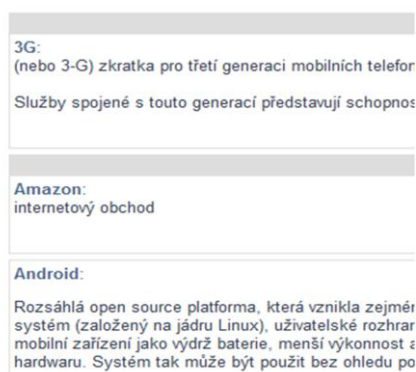 3G:
(nebo 3-G) zkratka pro třetí generaci mobilních telefor
Služby spojené s touto generací představují schopnos
Amazon:
internetový obchod
Android:
Rozsáhlá open source platforma, která vznikla zejmér
systém (založený na jádru Linux), uživatelské rozhrar
mobilní zařízení jako výdrž baterie, menší výkonnost a
hardwaru. Systém tak může být použit bez ohledu po